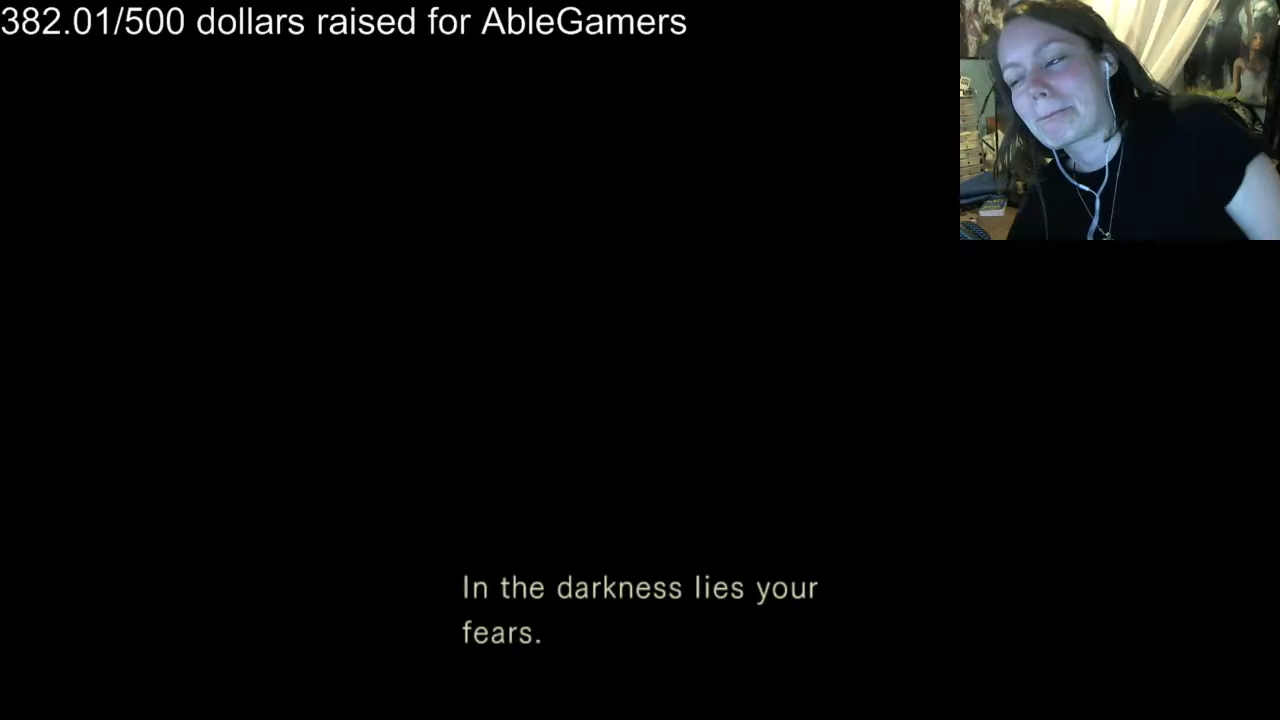 382.01/500 dollars raised for AbleGamers
In the darkness lies your
fears.